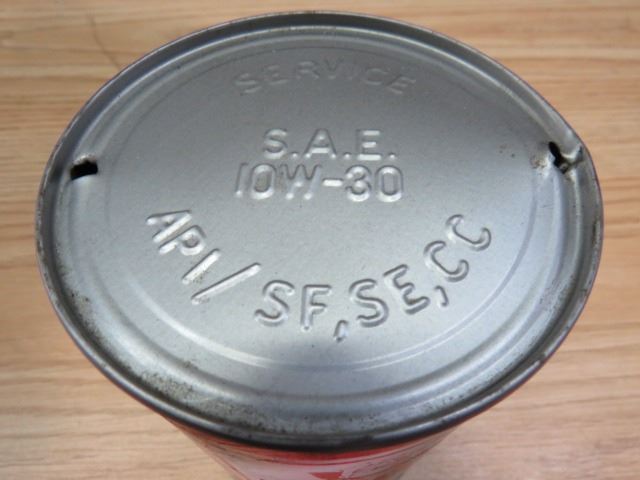 SERVICE
S.A.E.
10W-30
API/SF,SE,CC